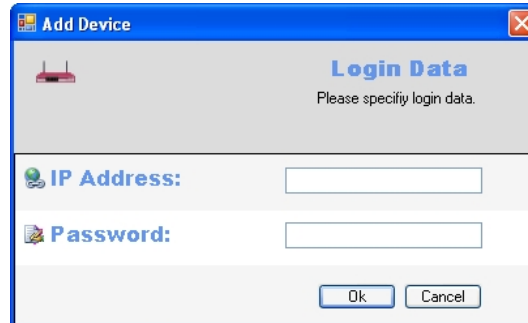 Add Device
Login Data
Please specifiy login data.
IP Address:
Password:
Ok Cancel